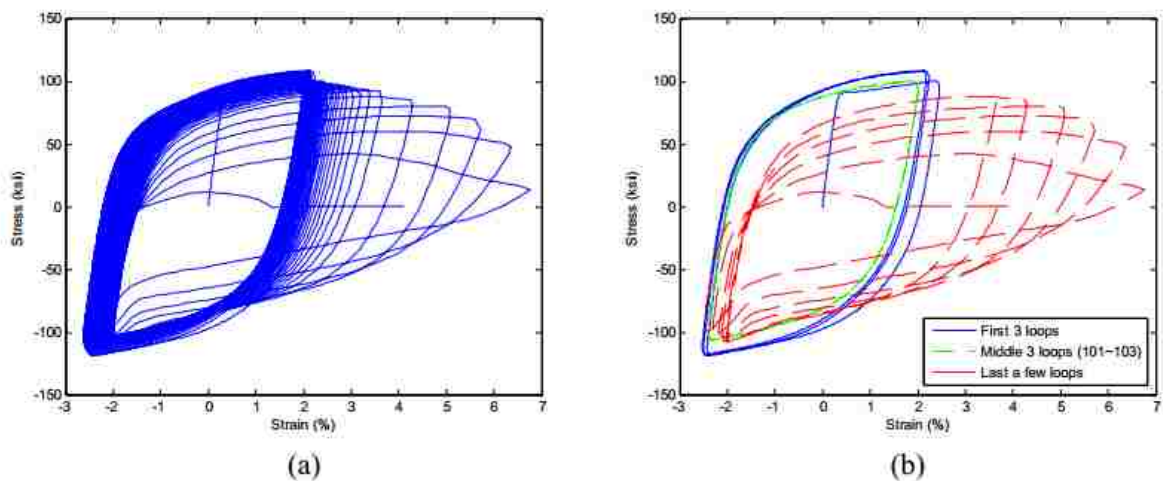 150
100
50
0
-50
-100
-150
Stress (ksi)
-3 -2 -1 0 1 2 3 4 5 6 7
Strain (%)
(a)
150
100
50
0
-50
-100
-150
Stress (ksi)
First 3 loops
Middle 3 loops (101~103)
Last a few loops
-3 -2 -1 0 1 2 3 4 5 6 7
Strain (%)
(b)